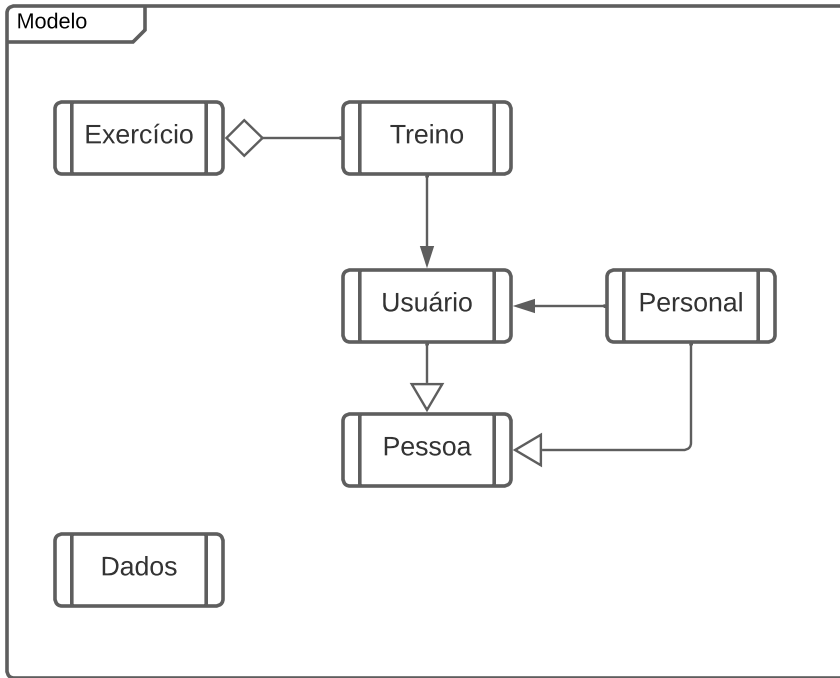 Modelo
Exercício
Treino
Usuário
Personal
Pessoa
Dados